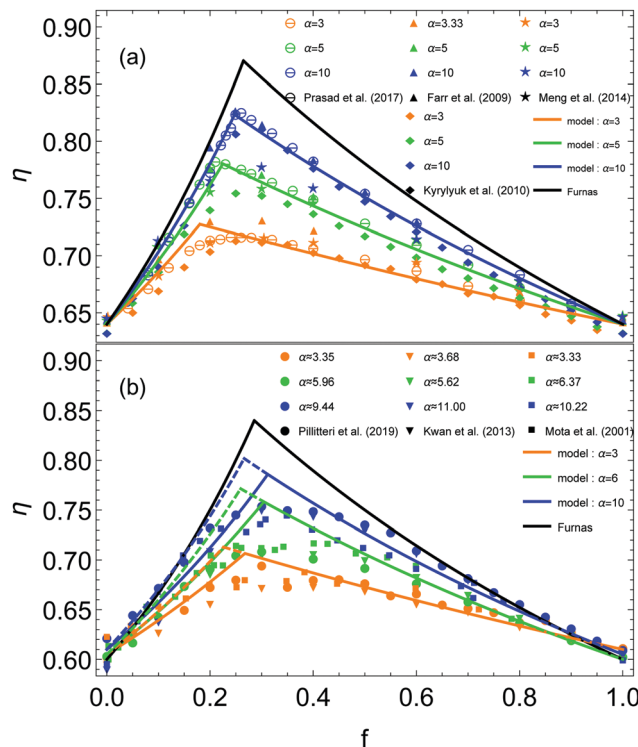 0.90
(a)
α=3 α=3.33 α=3
α=5 α=5 α=5
0.85
α=10 α=10 α=10
Prasad et al. (2017) Farr et al. (2009) Meng et al. (2014)
α=3 model : α=3
0.80
α=5 model : α=5
α=10 model : α=10
Kyrylyuk et al. (2010) Furnas
η
0.75
0.70
0.65
0.90
(b)
α≈3.35 α≈3.68 α≈3.33
α≈5.96 α≈5.62 α≈6.37
0.85
α≈9.44 α≈11.00 α≈10.22
Pillitteri et al. (2019) Kwan et al. (2013) Mota et al. (2001)
model : α=3
0.80
model : α=6
model : α=10
Furnas
η
0.75
0.70
0.65
0.60
0.0 0.2 0.4 0.6 0.8 1.0
f